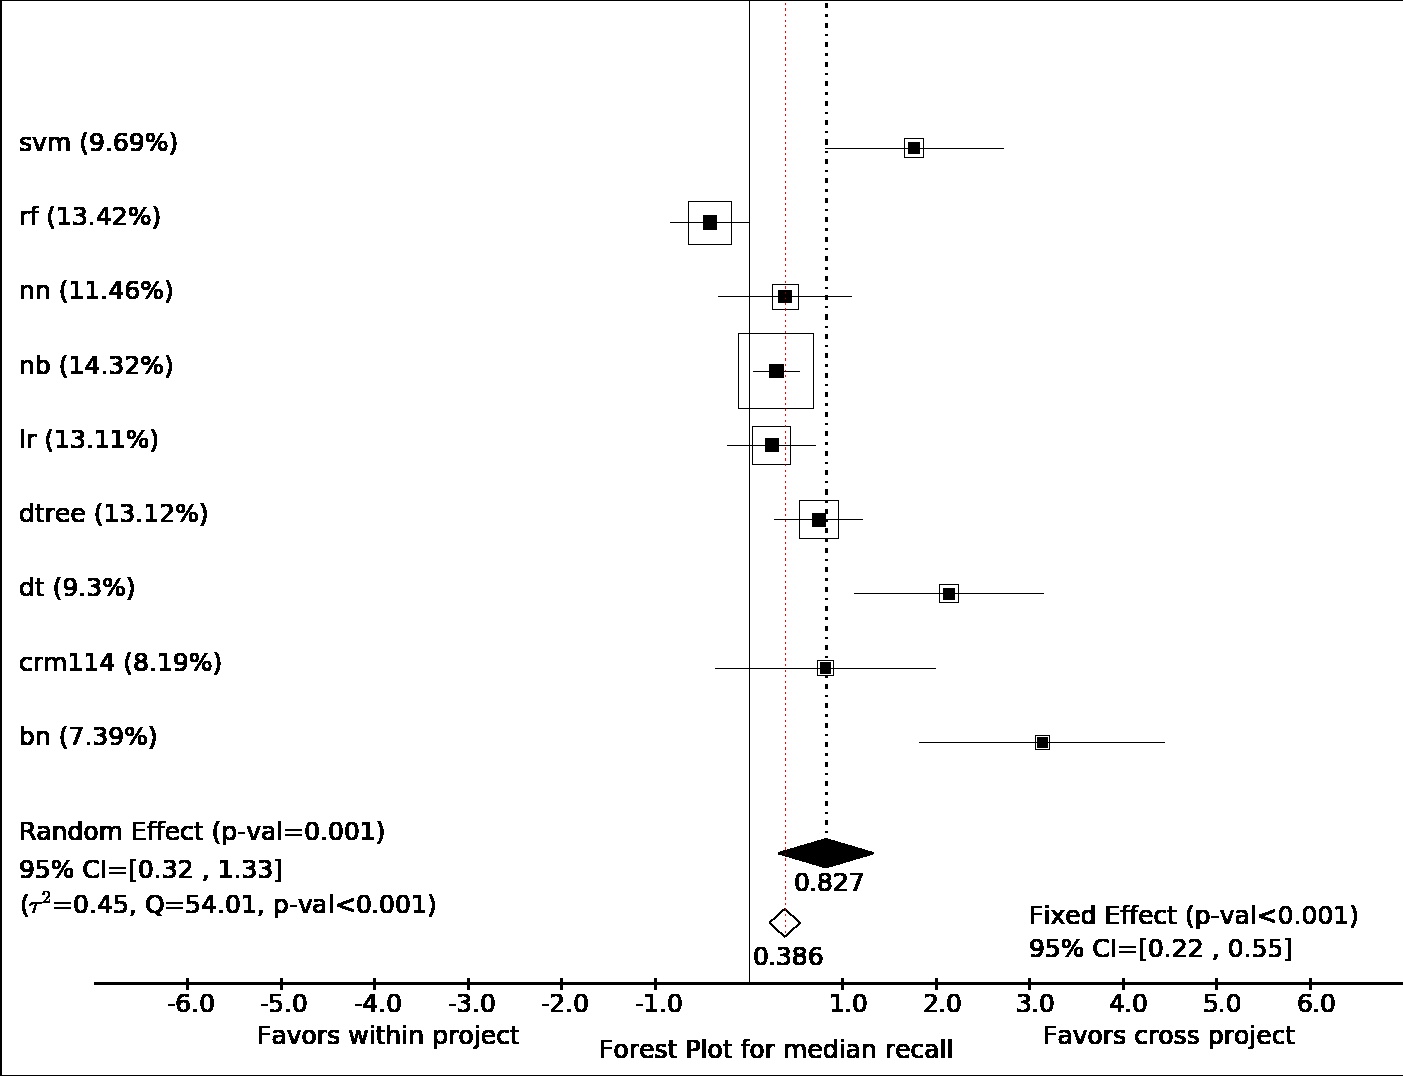 svm (9.69%)
rf (13.42%)
nn (11.46%)
nb (14.32%)
lr (13.11%)
dtree (13.12%)
dt (9.3%)
crm114 (8.19%)
bn (7.39%)
Random Effect (p-val=0.001)
95% CI=[0.32 , 1.33]
(τ²=0.45, Q=54.01, p-val<0.001)
0.827
0.386
Fixed Effect (p-val<0.001)
95% CI=[0.22 , 0.55]
-6.0 -5.0 -4.0 -3.0 -2.0 -1.0 1.0 2.0 3.0 4.0 5.0 6.0
Favors within project
Forest Plot for median recall
Favors cross project